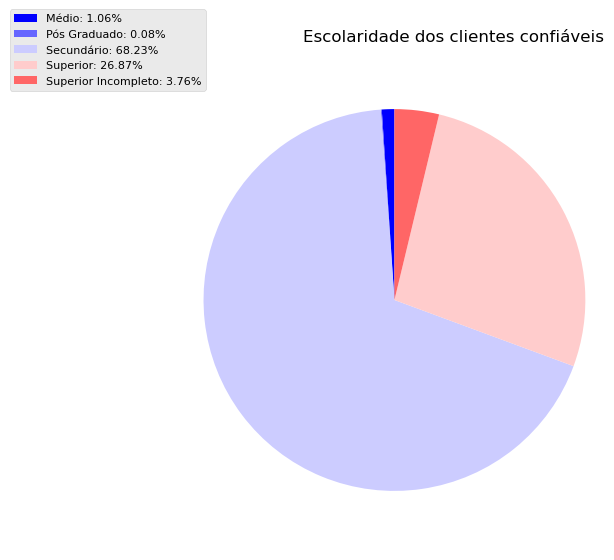 Médio: 1.06%
Pós Graduado: 0.08%
Secundário: 68.23%
Superior: 26.87%
Superior Incompleto: 3.76%
Escolaridade dos clientes confiáveis